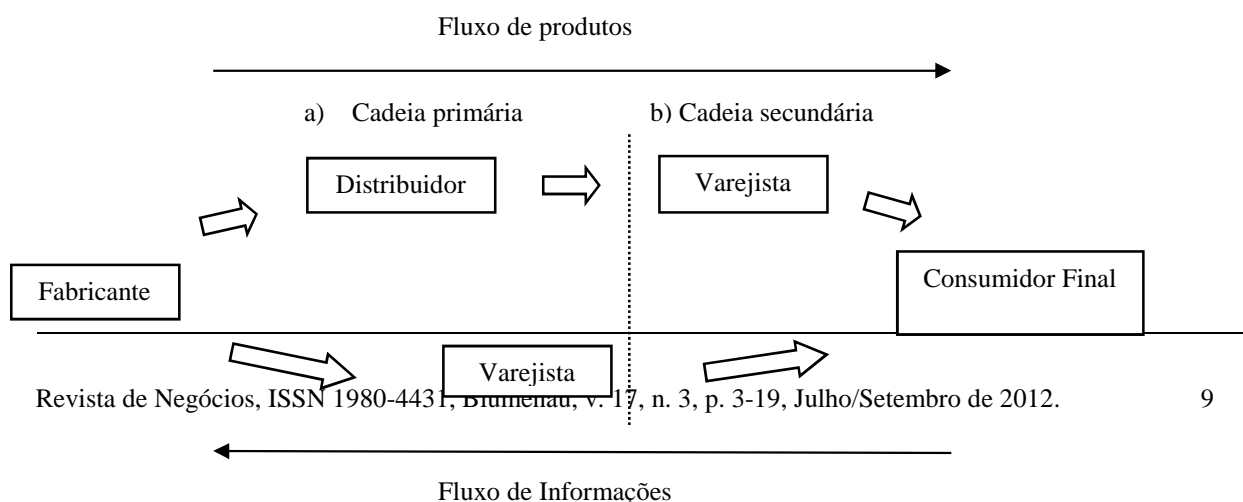 Fluxo de produtos
a) Cadeia primária b) Cadeia secundária
Distribuidor Varejista
Fabricante Consumidor Final
Varejista
Revista de Negócios, ISSN 1980-4431, Blumenau, v. 17, n. 3, p. 3-19, Julho/Setembro de 2012. 9
Fluxo de Informações